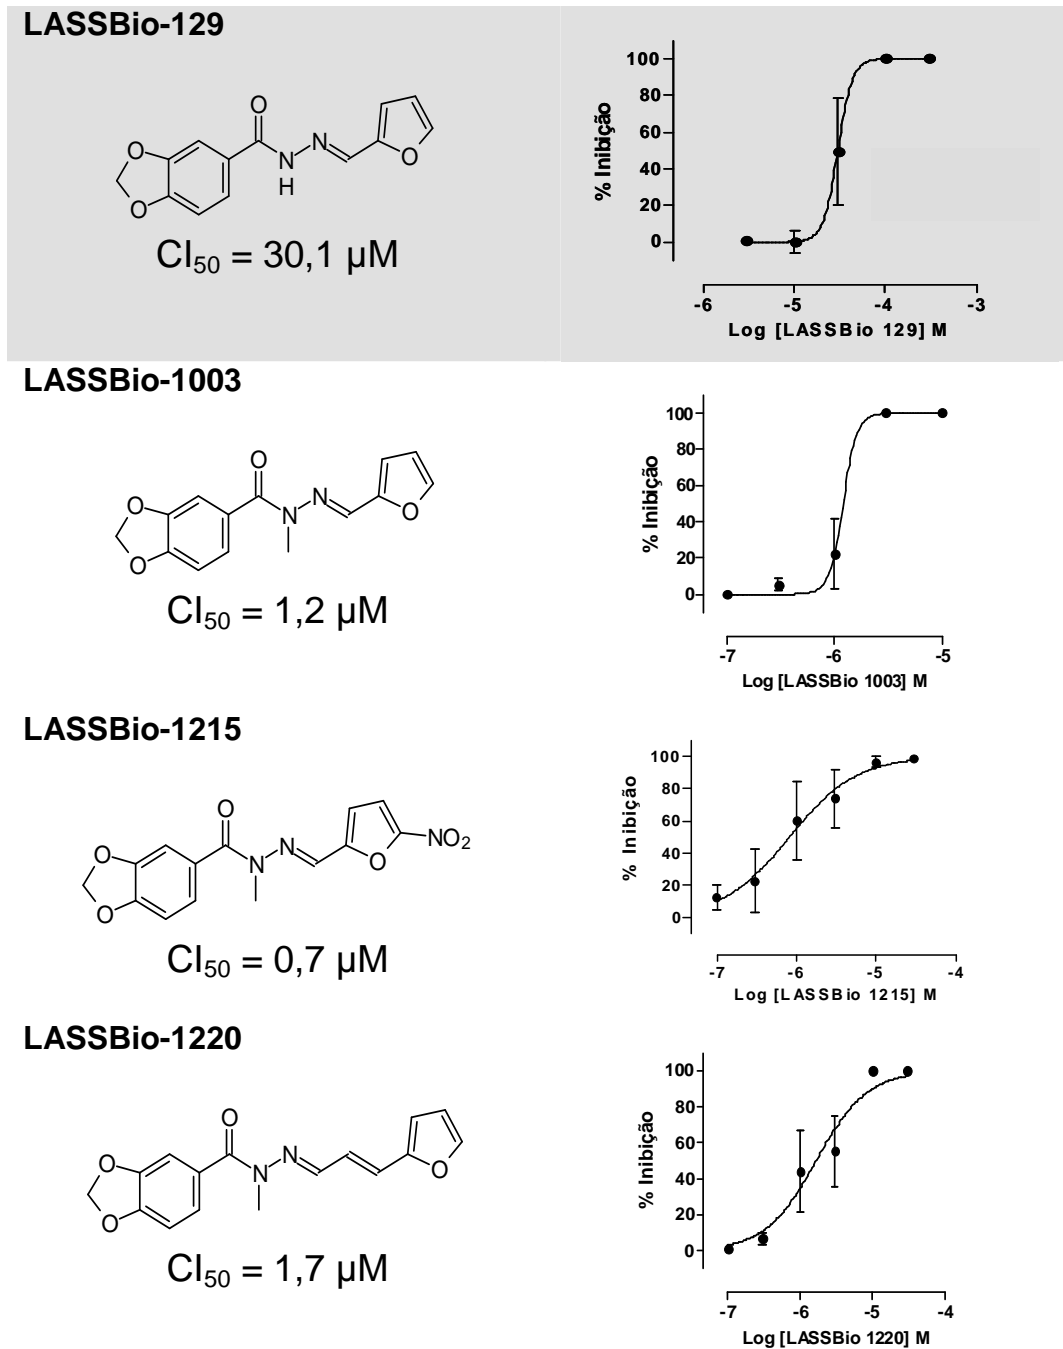 LASSBio-129
O
O
O
N
H
N
O
CI50 = 30,1 µM
% Inibição
100
80
60
40
20
0
-6 -5 -4 -3
Log [LASSBio 129] M
LASSBio-1003
O
O
O
N
N
O
CI50 = 1,2 µM
% Inibição
100
80
60
40
20
0
-7 -6 -5
Log [LASSBio 1003] M
LASSBio-1215
O
O
O
N
N
O
NO2
CI50 = 0,7 µM
% Inibição
100
80
60
40
20
0
-7 -6 -5 -4
Log [LASSBio 1215] M
LASSBio-1220
O
O
O
N
N
O
CI50 = 1,7 µM
% Inibição
100
80
60
40
20
0
-7 -6 -5 -4
Log [LASSBio 1220] M